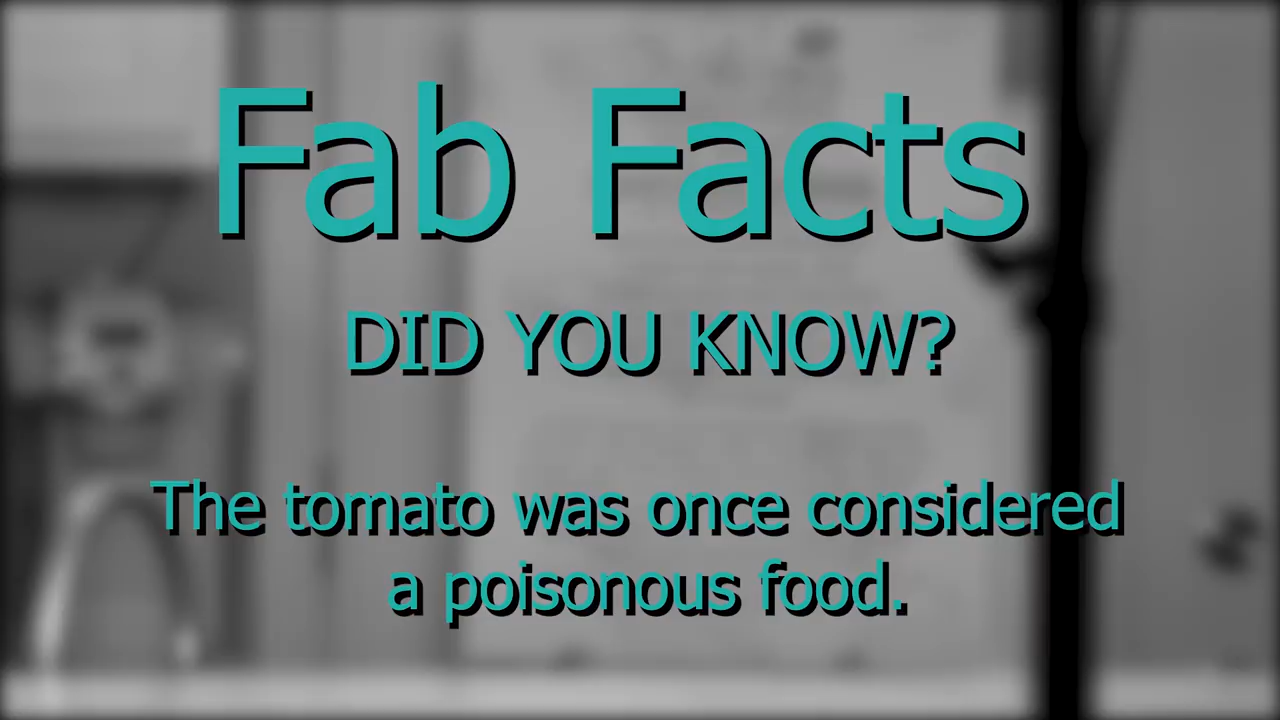 Fab Facts
DID YOU KNOW?
The tomato was once considered
a poisonous food.